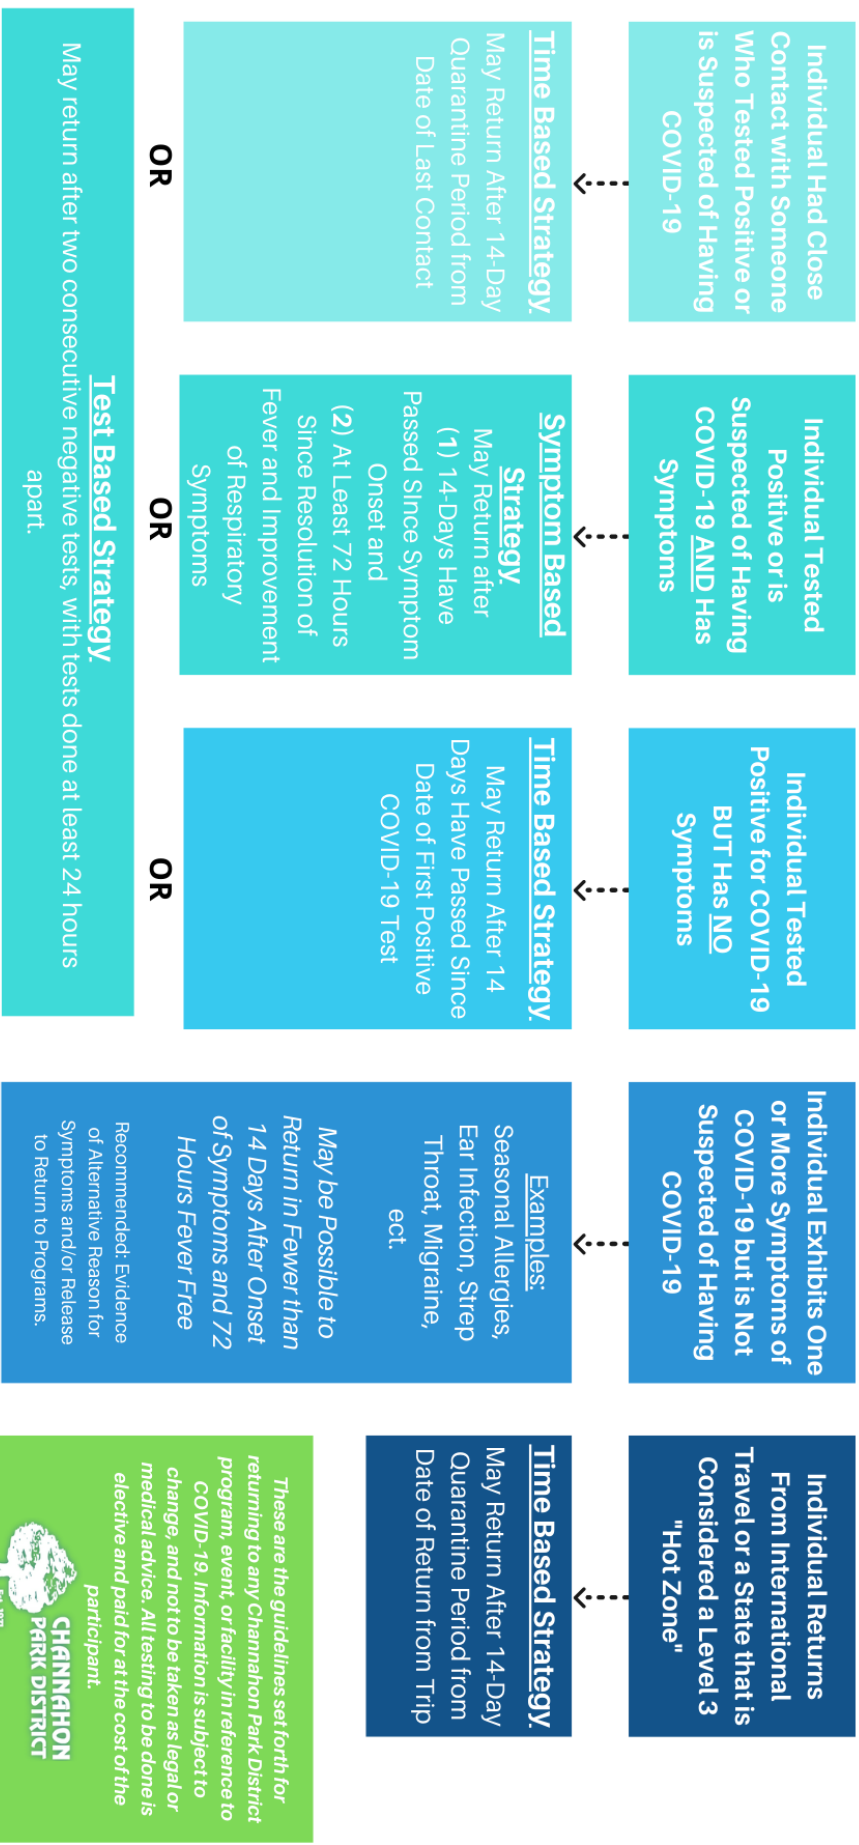 Individual Had Close
Contact with Someone
Who Tested Positive or
is Suspected of Having
COVID-19
Time Based Strategy
May Return After 14-Day
Quarantine Period from
Date of Last Contact
OR
Individual Tested
Positive or is
Suspected of Having
COVID-19 AND Has
Symptoms
Symptom Based
Strategy
May Return after
(1) 14-Days Have
Passed SInce Symptom
Onset and
(2) At Least 72 Hours
Since Resolution of
Fever and Improvement
of Respiratory
Symptoms
OR
Individual Tested
Positive for COVID-19
BUT Has NO
Symptoms
Time Based Strategy
May Return After 14
Days Have Passed Since
Date of First Positive
COVID-19 Test
OR
Test Based Strategy
May return after two consecutive negative tests, with tests done at least 24 hours
apart.
Individual Exhibits One
or More Symptoms of
COVID-19 but is Not
Suspected of Having
COVID-19
Examples:
Seasonal Allergies,
Ear Infection, Strep
Throat, Migraine,
ect.
May be Possible to
Return in Fewer than
14 Days After Onset
of Symptoms and 72
Hours Fever Free
Recommended: Evidence
of Alternative Reason for
Symptoms and/or Release
to Return to Programs.
Individual Returns
From International
Travel or a State that is
Considered a Level 3
"Hot Zone"
Time Based Strategy
May Return After 14-Day
Quarantine Period from
Date of Return from Trip
These are the guidelines set forth for
returning to any Channahon Park District
program, event, or facility in reference to
COVID-19. Information is subject to
change, and not to be taken as legal or
medical advice. All testing to be done is
elective and paid for at the cost of the
participant.
CHANNAHON
PARK DISTRICT